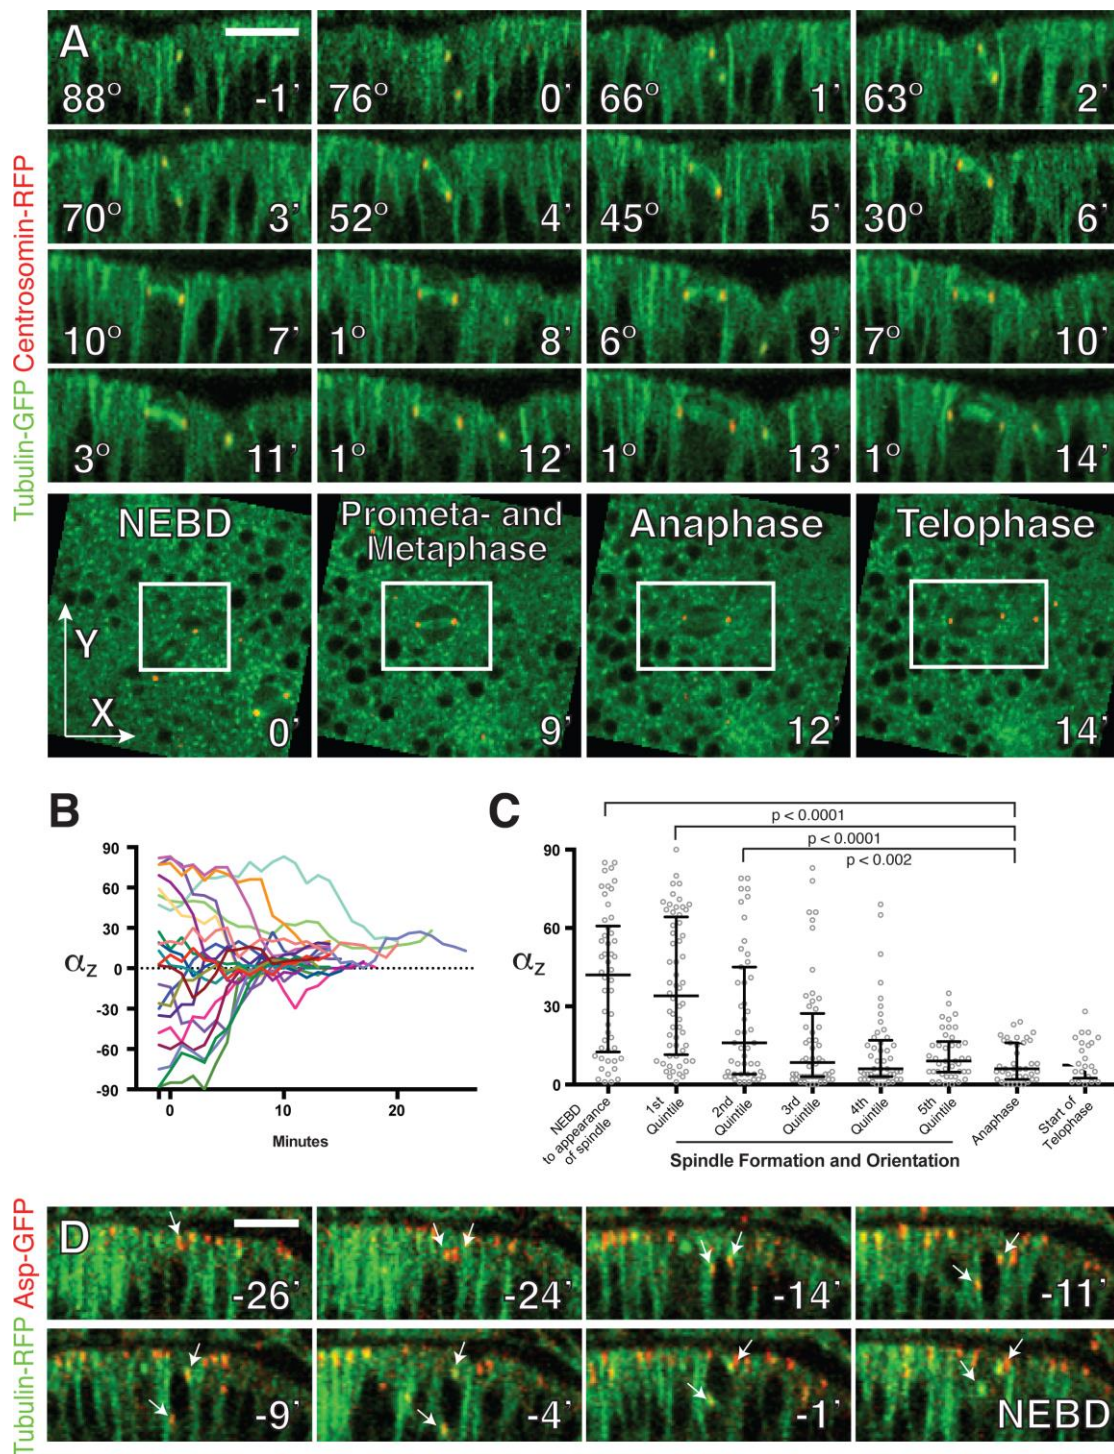 Tubulin-GFP Centrosomin-RFP
A
88° -1'
76° 0'
66° 1'
63° 2'
70° 3'
52° 4'
45° 5'
30° 6'
10° 7'
1° 8'
6° 9'
7° 10'
3° 11'
1° 12'
1° 13'
1° 14'
NEBD
Y
X
0'
Prometa- and
Metaphase
9'
Anaphase
12'
Telophase
14'
B
αz
90
60
30
0
-30
-60
-90
0 10 20
Minutes
C
p < 0.0001
p < 0.0001
p < 0.002
αz
90
60
30
0
NEBD
to appearance
of spindle
1st
Quintile
2nd
Quintile
3rd
Quintile
4th
Quintile
5th
Quintile
Anaphase
Start of
Telophase
Spindle Formation and Orientation
Tubulin-RFP Asp-GFP
D
-26'
-24'
-14'
-11'
-9'
-4'
-1'
NEBD